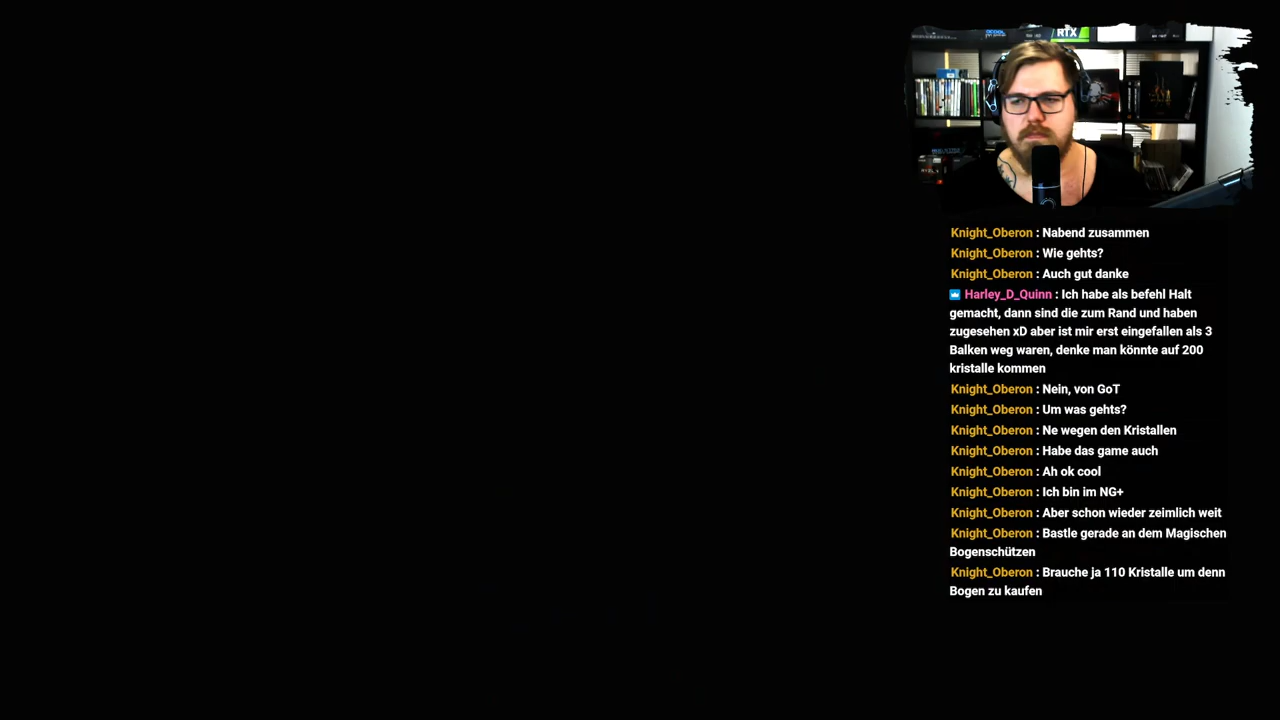 RTX
Knight_Oberon : Nabend zusammen
Knight_Oberon : Wie gehts?
Knight_Oberon : Auch gut danke
Harley_D_Quinn : Ich habe als befehl Halt
gemacht, dann sind die zum Rand und haben
zugesehen xD aber ist mir erst eingefallen als 3
Balken weg waren, denke man könnte auf 200
kristalle kommen
Knight_Oberon : Nein, von GoT
Knight_Oberon : Um was gehts?
Knight_Oberon : Ne wegen den Kristallen
Knight_Oberon : Habe das game auch
Knight_Oberon : Ah ok cool
Knight_Oberon : Ich bin im NG+
Knight_Oberon : Aber schon wieder zeimlich weit
Knight_Oberon : Bastle gerade an dem Magischen
Bogenschützen
Knight_Oberon : Brauche ja 110 Kristalle um denn
Bogen zu kaufen